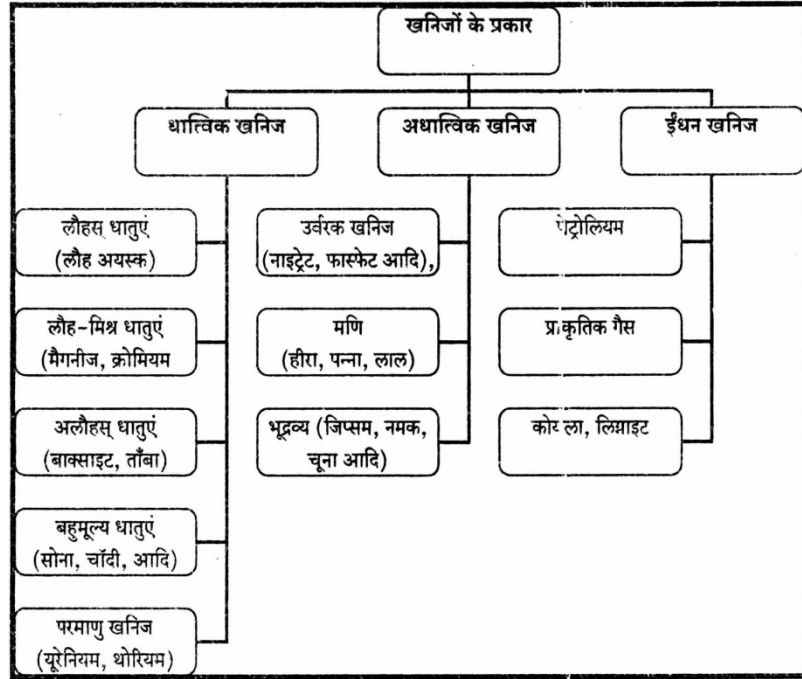 खनिजों के प्रकार
धात्विक खनिज
अधात्विक खनिज
ईंधन खनिज
लौहस् धातुएं
(लौह अयस्क)
लौह-मिश्र धातुएं
(मैगनीज, क्रोमियम
अलौहस् धातुएं
(बाक्साइट, ताँबा)
बहुमूल्य धातुएं
(सोना, चाँदी, आदि)
परमाणु खनिज
(यूरेनियम, थोरियम)
उर्वरक खनिज
(नाइट्रेट, फास्फेट आदि),
मणि
(हीरा, पन्ना, लाल)
भूद्रव्य (जिप्सम, नमक,
चूना आदि)
पेट्रोलियम
प्राकृतिक गैस
कोयला, लिग्नाइट